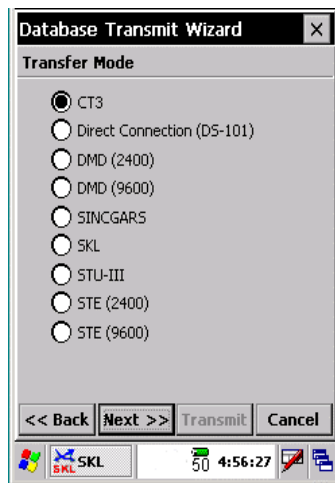 Database Transmit Wizard
Transfer Mode
CT3
Direct Connection (DS-101)
DMD (2400)
DMD (9600)
SINCGARS
SKL
STU-III
STE (2400)
STE (9600)
<< Back Next >> Transmit Cancel
SKL SKL 50 4:56:27